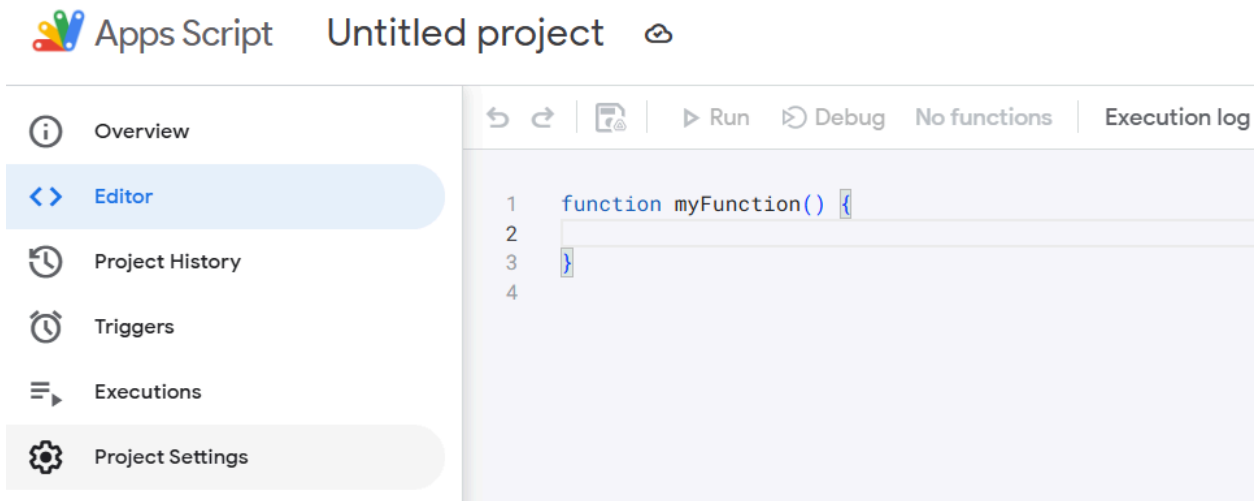 Apps Script Untitled project
Overview
Editor
Project History
Triggers
Executions
Project Settings
Run Debug No functions Execution log
1 function myFunction() {
2
3 }
4